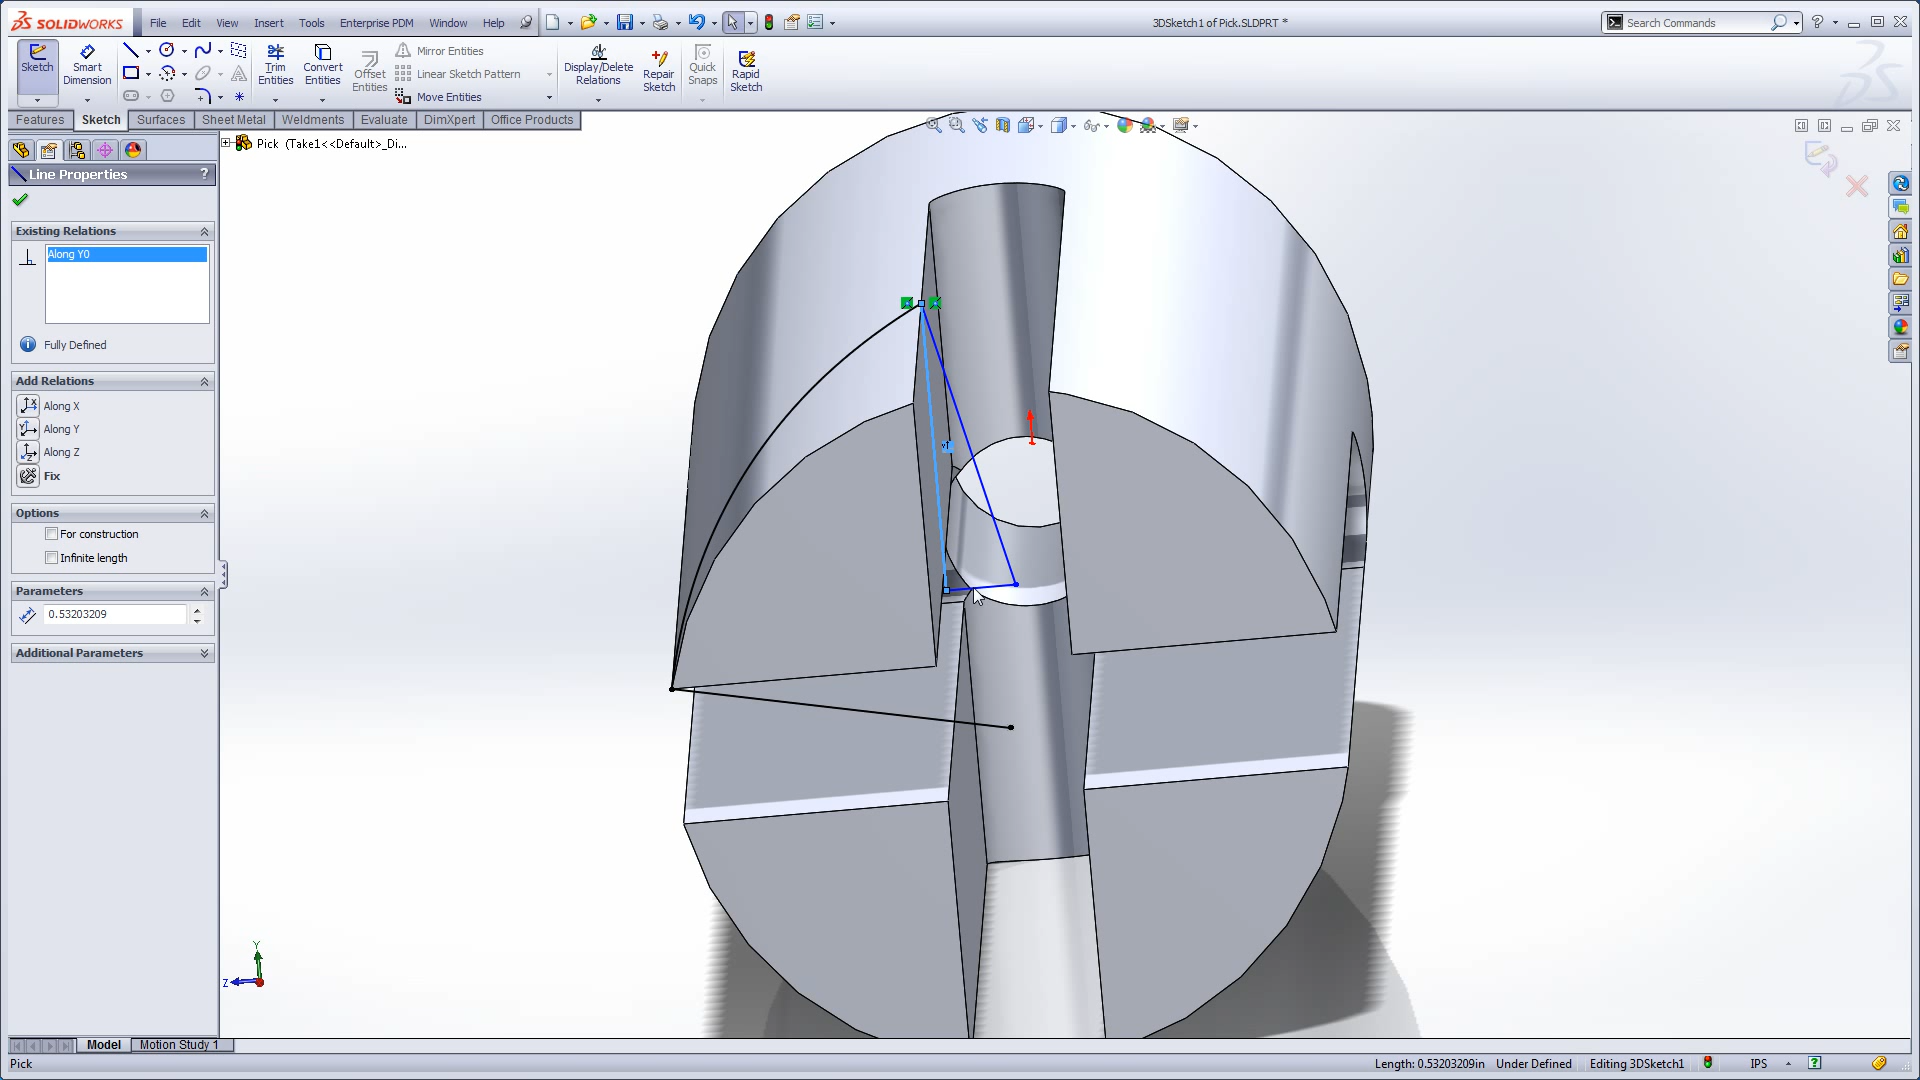 SOLIDWORKS File Edit View Insert Tools Enterprise PDM Window Help 3DSketch1 of Pick.SLDPRT * Search Commands ?
Sketch Smart Dimension Trim Entities Convert Entities Offset Entities Mirror Entities Linear Sketch Pattern Move Entities Display/Delete Relations Repair Sketch Quick Snaps Rapid Sketch
Features Sketch Surfaces Sheet Metal Weldments Evaluate DimXpert Office Products
Pick (Take1<<Default>_Di...
Line Properties ?
Existing Relations
Along Y0
Fully Defined
Add Relations
Along X
Along Y
Along Z
Fix
Options
For construction
Infinite length
Parameters
0.53203209
Additional Parameters
Y
Z
Model Motion Study 1
Pick Length: 0.53203209in Under Defined Editing 3DSketch1 IPS ?